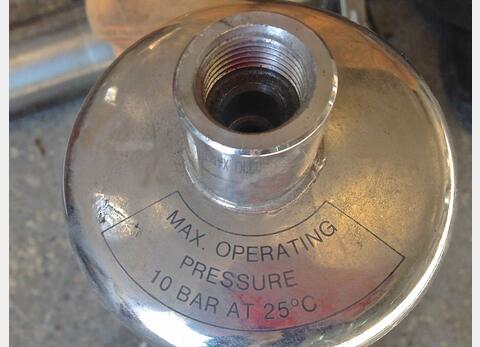 MAX. OPERATING
PRESSURE
10 BAR AT 25°C